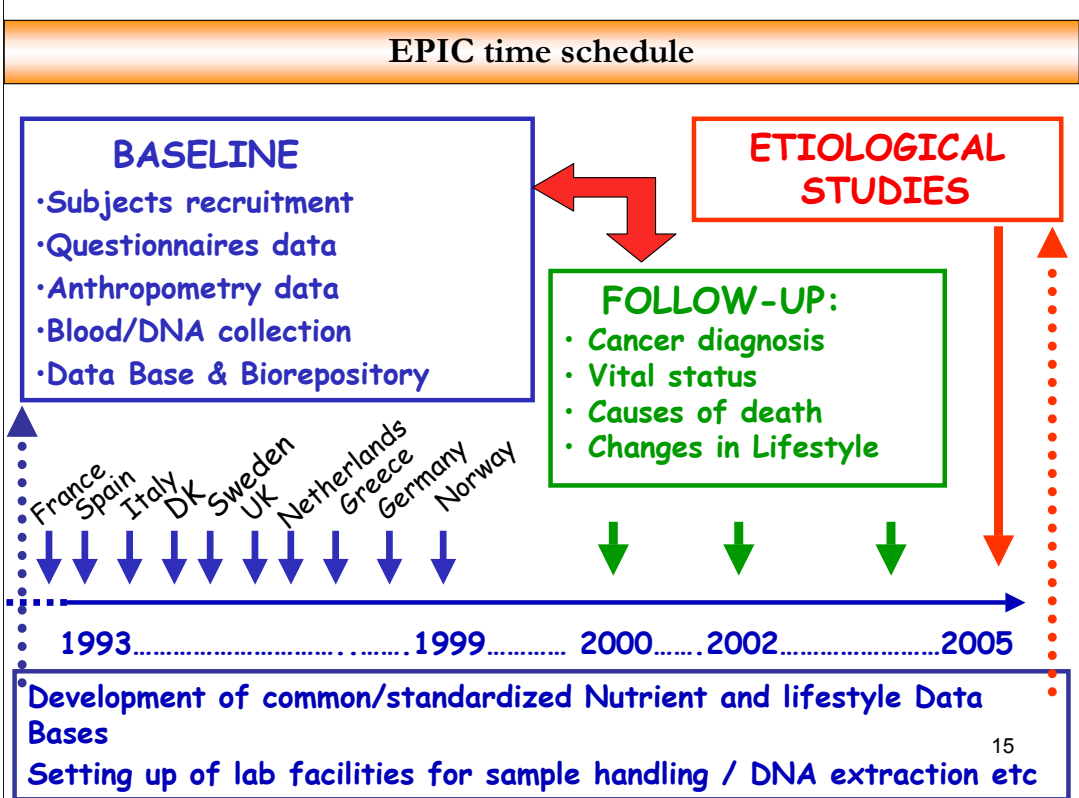 EPIC time schedule
BASELINE
•Subjects recruitment
•Questionnaires data
•Anthropometry data
•Blood/DNA collection
•Data Base & Biorepository
ETIOLOGICAL
STUDIES
FOLLOW-UP:
• Cancer diagnosis
• Vital status
• Causes of death
• Changes in Lifestyle
France
Spain
Italy
DK
Sweden
UK
Netherlands
Greece
Germany
Norway
1993…………………………..…….1999………… 2000…….2002……………………2005
Development of common/standardized Nutrient and lifestyle Data
Bases
15
Setting up of lab facilities for sample handling / DNA extraction etc